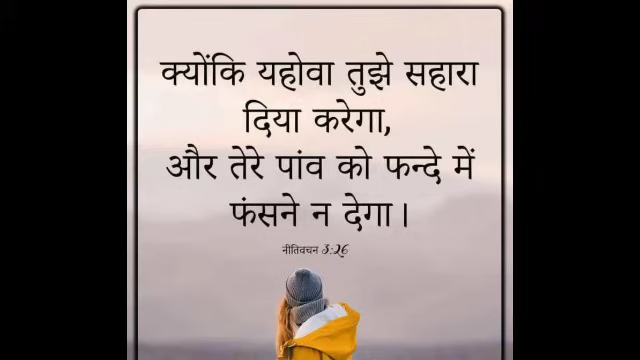 क्योंकि यहोवा तुझे सहारा
दिया करेगा,
और तेरे पांव को फन्दे में
फंसने न देगा।
नीतिवचन 3:26